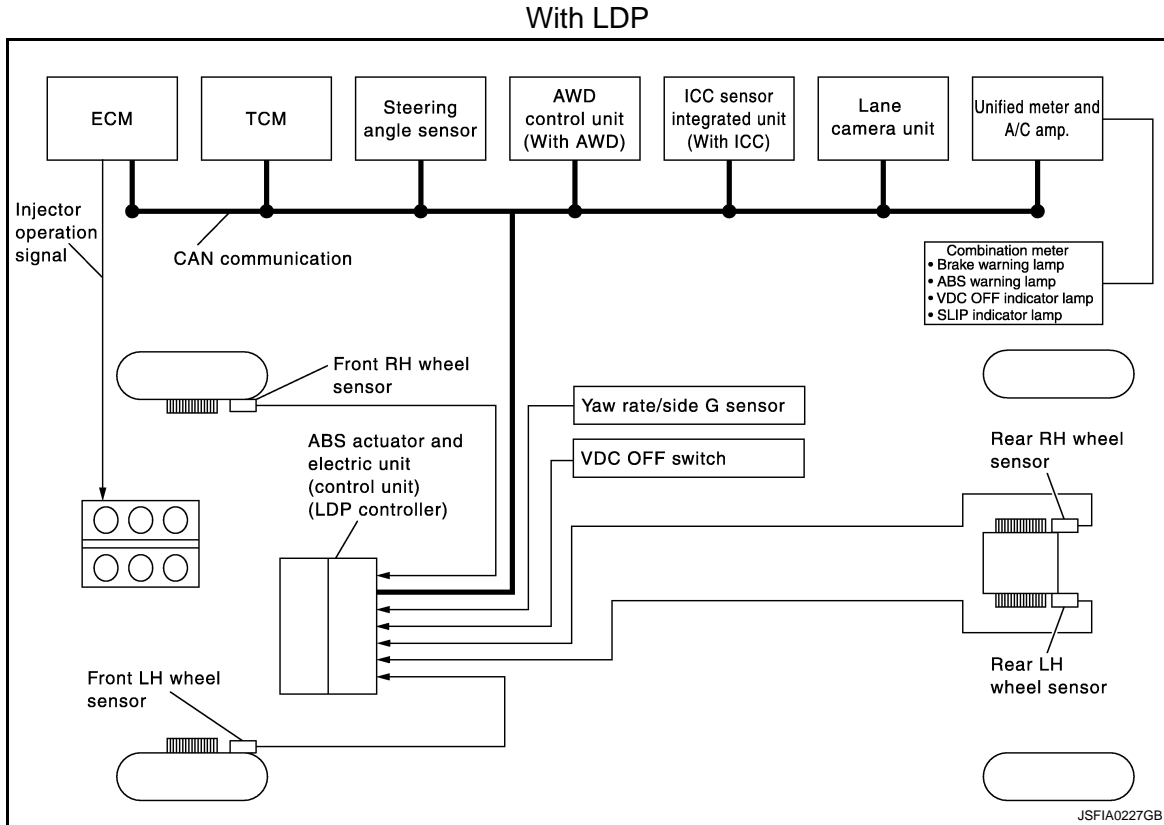 With LDP
ECM
TCM
Steering
angle sensor
AWD
control unit
(With AWD)
ICC sensor
integrated unit
(With ICC)
Lane
camera unit
Unified meter and
A/C amp.
Injector
operation
signal
CAN communication
Combination meter
• Brake warning lamp
• ABS warning lamp
• VDC OFF indicator lamp
• SLIP indicator lamp
Front RH wheel
sensor
Yaw rate/side G sensor
VDC OFF switch
ABS actuator and
electric unit
(control unit)
(LDP controller)
Rear RH wheel
sensor
Front LH wheel
sensor
Rear LH
wheel sensor
JSFIA0227GB